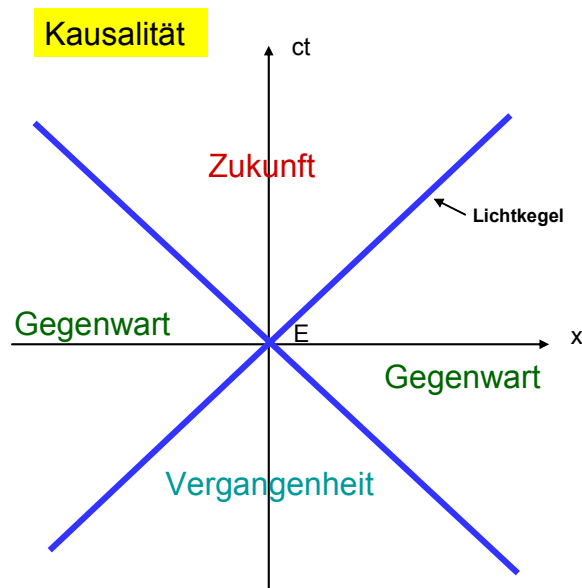 Kausalität
ct
Zukunft
Lichtkegel
Gegenwart
E
x
Gegenwart
Vergangenheit